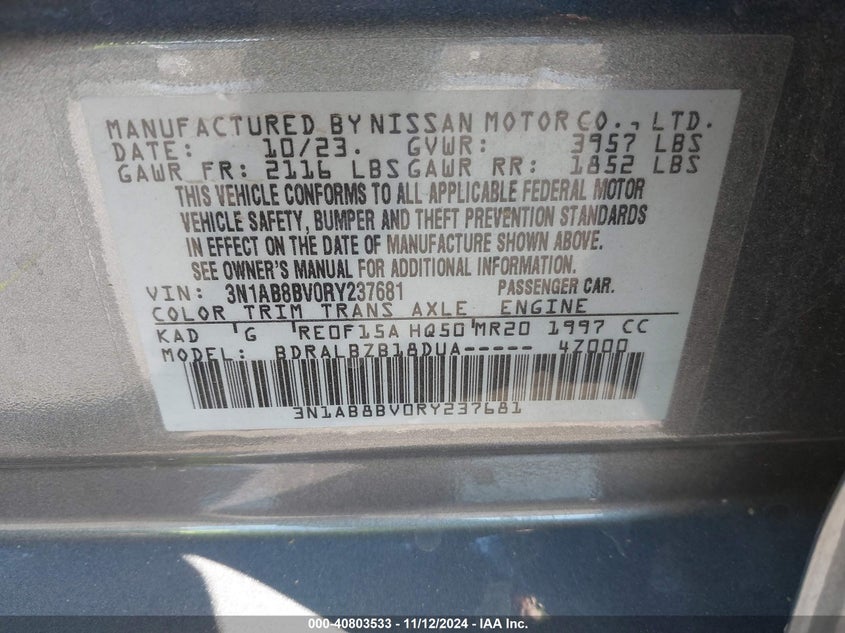 MANUFACTURED BY NISSAN MOTOR CO., LTD.
DATE: 10/23. GVWR: 3957 LBS
GAWR FR: 2116 LBS GAWR RR: 1852 LBS
THIS VEHICLE CONFORMS TO ALL APPLICABLE FEDERAL MOTOR
VEHICLE SAFETY, BUMPER AND THEFT PREVENTION STANDARDS
IN EFFECT ON THE DATE OF MANUFACTURE SHOWN ABOVE.
SEE OWNER'S MANUAL FOR ADDITIONAL INFORMATION.
VIN: 3N1AB8BV0RY237681 PASSENGER CAR.
COLOR TRIM TRANS AXLE ENGINE
KAD G RE0F15A HQ50 MR20 1997 CC
MODEL: BDRALBZB18DUA----- 4Z000
3N1AB8BV0RY237681
000-40803533 - 11/12/2024 - IAA Inc.